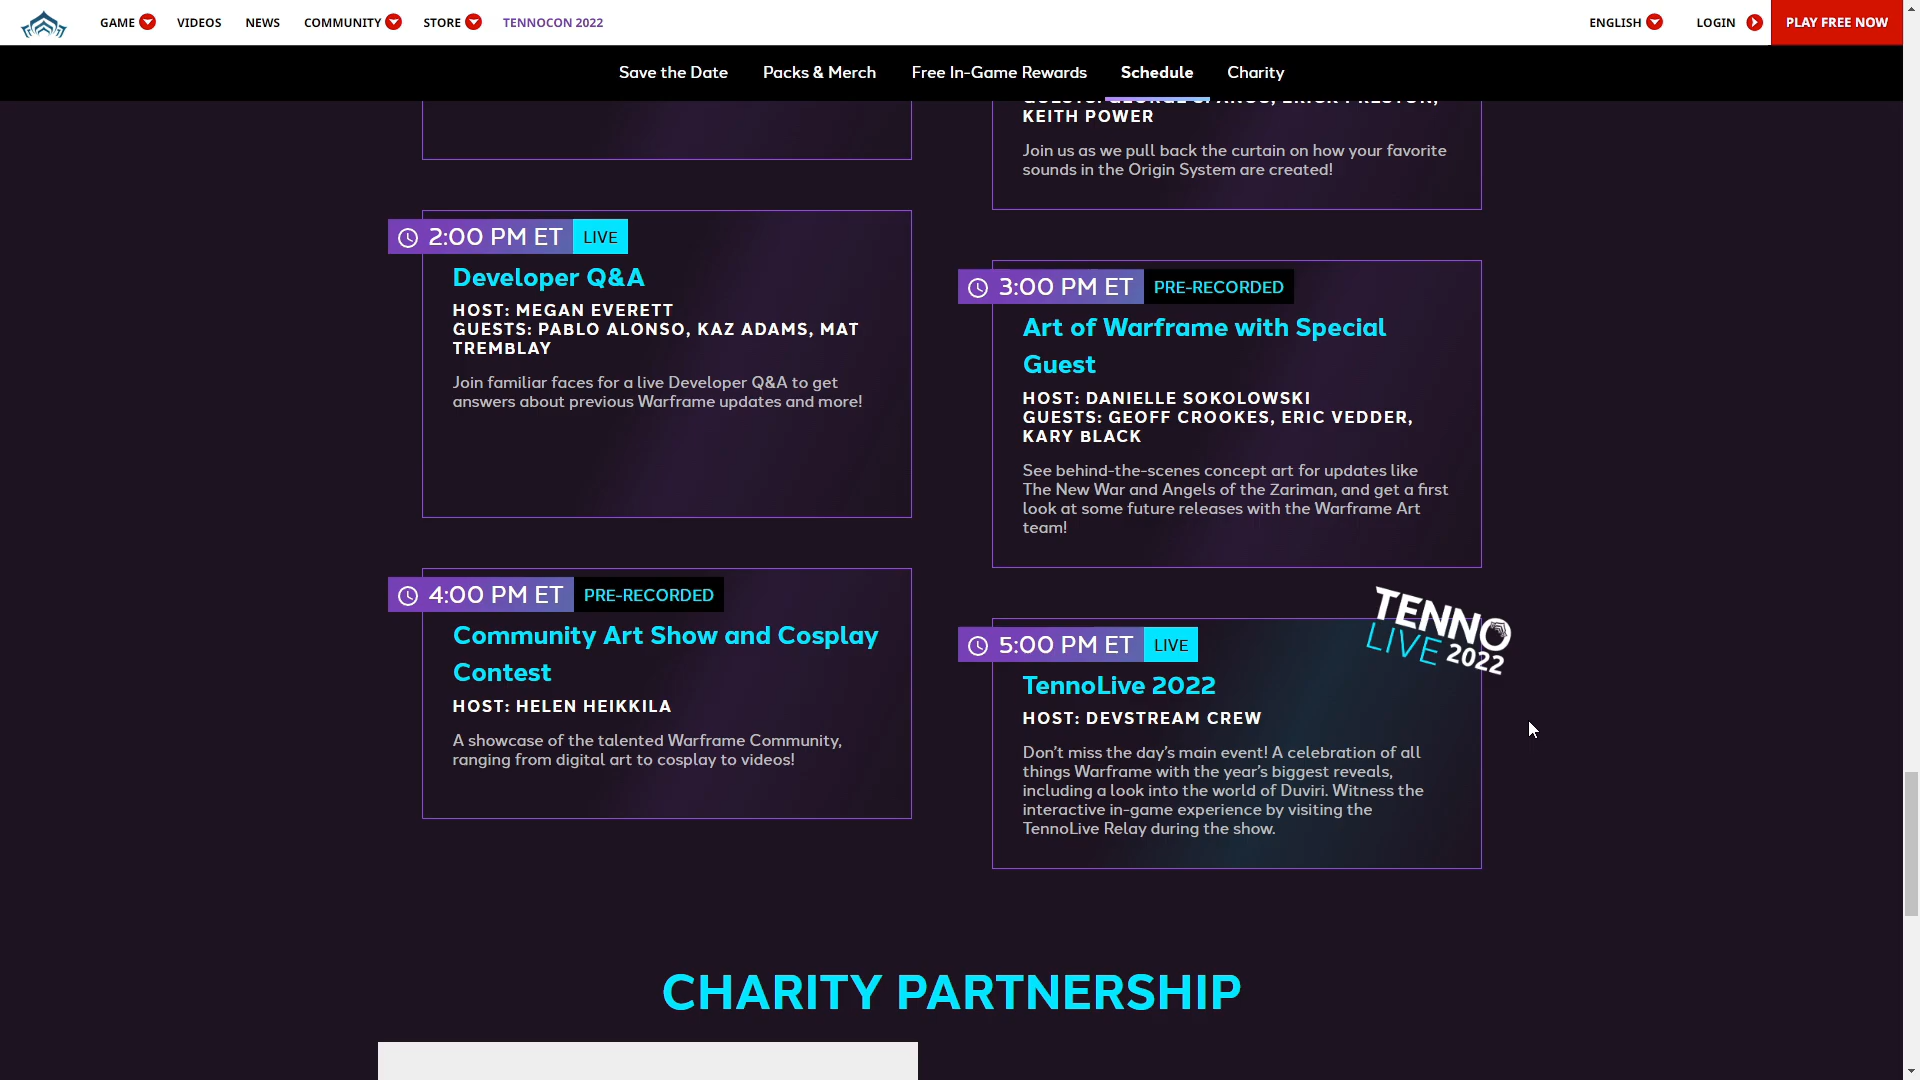 GAME
VIDEOS
NEWS
COMMUNITY
STORE
TENNOCON 2022
ENGLISH
LOGIN
PLAY FREE NOW
Save the Date
Packs & Merch
Free In-Game Rewards
Schedule
Charity
KEITH POWER
Join us as we pull back the curtain on how your favorite
sounds in the Origin System are created!
2:00 PM ET LIVE
Developer Q&A
HOST: MEGAN EVERETT
GUESTS: PABLO ALONSO, KAZ ADAMS, MAT
TREMBLAY
Join familiar faces for a live Developer Q&A to get
answers about previous Warframe updates and more!
3:00 PM ET PRE-RECORDED
Art of Warframe with Special
Guest
HOST: DANIELLE SOKOLOWSKI
GUESTS: GEOFF CROOKES, ERIC VEDDER,
KARY BLACK
See behind-the-scenes concept art for updates like
The New War and Angels of the Zariman, and get a first
look at some future releases with the Warframe Art
team!
4:00 PM ET PRE-RECORDED
Community Art Show and Cosplay
Contest
HOST: HELEN HEIKKILA
A showcase of the talented Warframe Community,
ranging from digital art to cosplay to videos!
TENNO
LIVE 2022
5:00 PM ET LIVE
TennoLive 2022
HOST: DEVSTREAM CREW
Don't miss the day's main event! A celebration of all
things Warframe with the year's biggest reveals,
including a look into the world of Duviri. Witness the
interactive in-game experience by visiting the
TennoLive Relay during the show.
CHARITY PARTNERSHIP